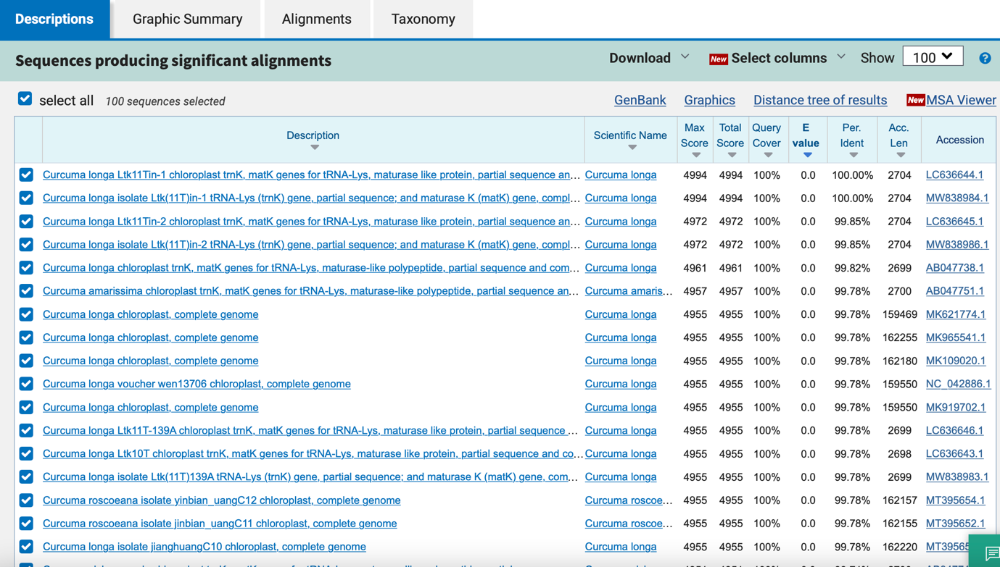 Descriptions Graphic Summary Alignments Taxonomy
Sequences producing significant alignments Download New Select columns Show 100 ?
select all 100 sequences selected GenBank Graphics Distance tree of results New MSA Viewer
Description Scientific Name Max Score Total Score Query Cover E value Per. Ident Acc. Len Accession
Curcuma longa Ltk11Tin-1 chloroplast trnK, matK genes for tRNA-Lys, maturase like protein, partial sequence an... Curcuma longa 4994 4994 100% 0.0 100.00% 2704 LC636644.1
Curcuma longa isolate Ltk(11T)in-1 tRNA-Lys (trnK) gene, partial sequence; and maturase K (matK) gene, compl... Curcuma longa 4994 4994 100% 0.0 100.00% 2704 MW838984.1
Curcuma longa Ltk11Tin-2 chloroplast trnK, matK genes for tRNA-Lys, maturase like protein, partial sequence an... Curcuma longa 4972 4972 100% 0.0 99.85% 2704 LC636645.1
Curcuma longa isolate Ltk(11T)in-2 tRNA-Lys (trnK) gene, partial sequence; and maturase K (matK) gene, compl... Curcuma longa 4972 4972 100% 0.0 99.85% 2704 MW838986.1
Curcuma longa chloroplast trnK, matK genes for tRNA-Lys, maturase-like polypeptide, partial sequence and com... Curcuma longa 4961 4961 100% 0.0 99.82% 2699 AB047738.1
Curcuma amarissima chloroplast trnK, matK genes for tRNA-Lys, maturase-like polypeptide, partial sequence an... Curcuma amaris... 4957 4957 100% 0.0 99.78% 2700 AB047751.1
Curcuma longa chloroplast, complete genome Curcuma longa 4955 4955 100% 0.0 99.78% 159469 MK621774.1
Curcuma longa chloroplast, complete genome Curcuma longa 4955 4955 100% 0.0 99.78% 162255 MK965541.1
Curcuma longa chloroplast, complete genome Curcuma longa 4955 4955 100% 0.0 99.78% 162180 MK109020.1
Curcuma longa voucher wen13706 chloroplast, complete genome Curcuma longa 4955 4955 100% 0.0 99.78% 159550 NC_042886.1
Curcuma longa chloroplast, complete genome Curcuma longa 4955 4955 100% 0.0 99.78% 159550 MK919702.1
Curcuma longa Ltk11T-139A chloroplast trnK, matK genes for tRNA-Lys, maturase like protein, partial sequence ... Curcuma longa 4955 4955 100% 0.0 99.78% 2699 LC636646.1
Curcuma longa Ltk10T chloroplast trnK, matK genes for tRNA-Lys, maturase like protein, partial sequence and co... Curcuma longa 4955 4955 100% 0.0 99.78% 2698 LC636643.1
Curcuma longa isolate Ltk(11T)139A tRNA-Lys (trnK) gene, partial sequence; and maturase K (matK) gene, com... Curcuma longa 4955 4955 100% 0.0 99.78% 2699 MW838983.1
Curcuma roscoeana isolate yinbian_uangC12 chloroplast, complete genome Curcuma roscoe... 4955 4955 100% 0.0 99.78% 162157 MT395654.1
Curcuma roscoeana isolate jinbian_uangC11 chloroplast, complete genome Curcuma roscoe... 4955 4955 100% 0.0 99.78% 162155 MT395652.1
Curcuma longa isolate jianghuangC10 chloroplast, complete genome Curcuma longa 4955 4955 100% 0.0 99.78% 162220 MT39565